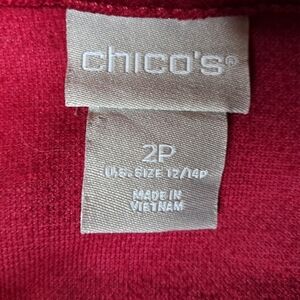 chico's®
2P
U.S. SIZE 12/14P
MADE IN
VIETNAM